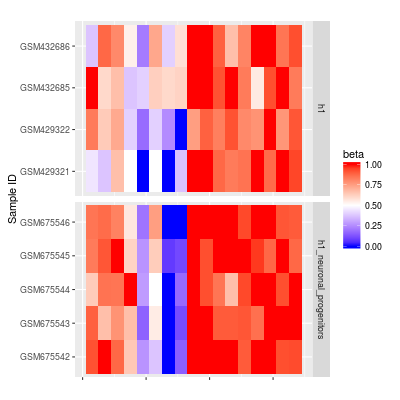 GSM432686
GSM432685
GSM429322
GSM429321
h1
GSM675546
GSM675545
GSM675544
GSM675543
GSM675542
h1_neuronal_progenitors
Sample ID
beta
1.00
0.75
0.50
0.25
0.00